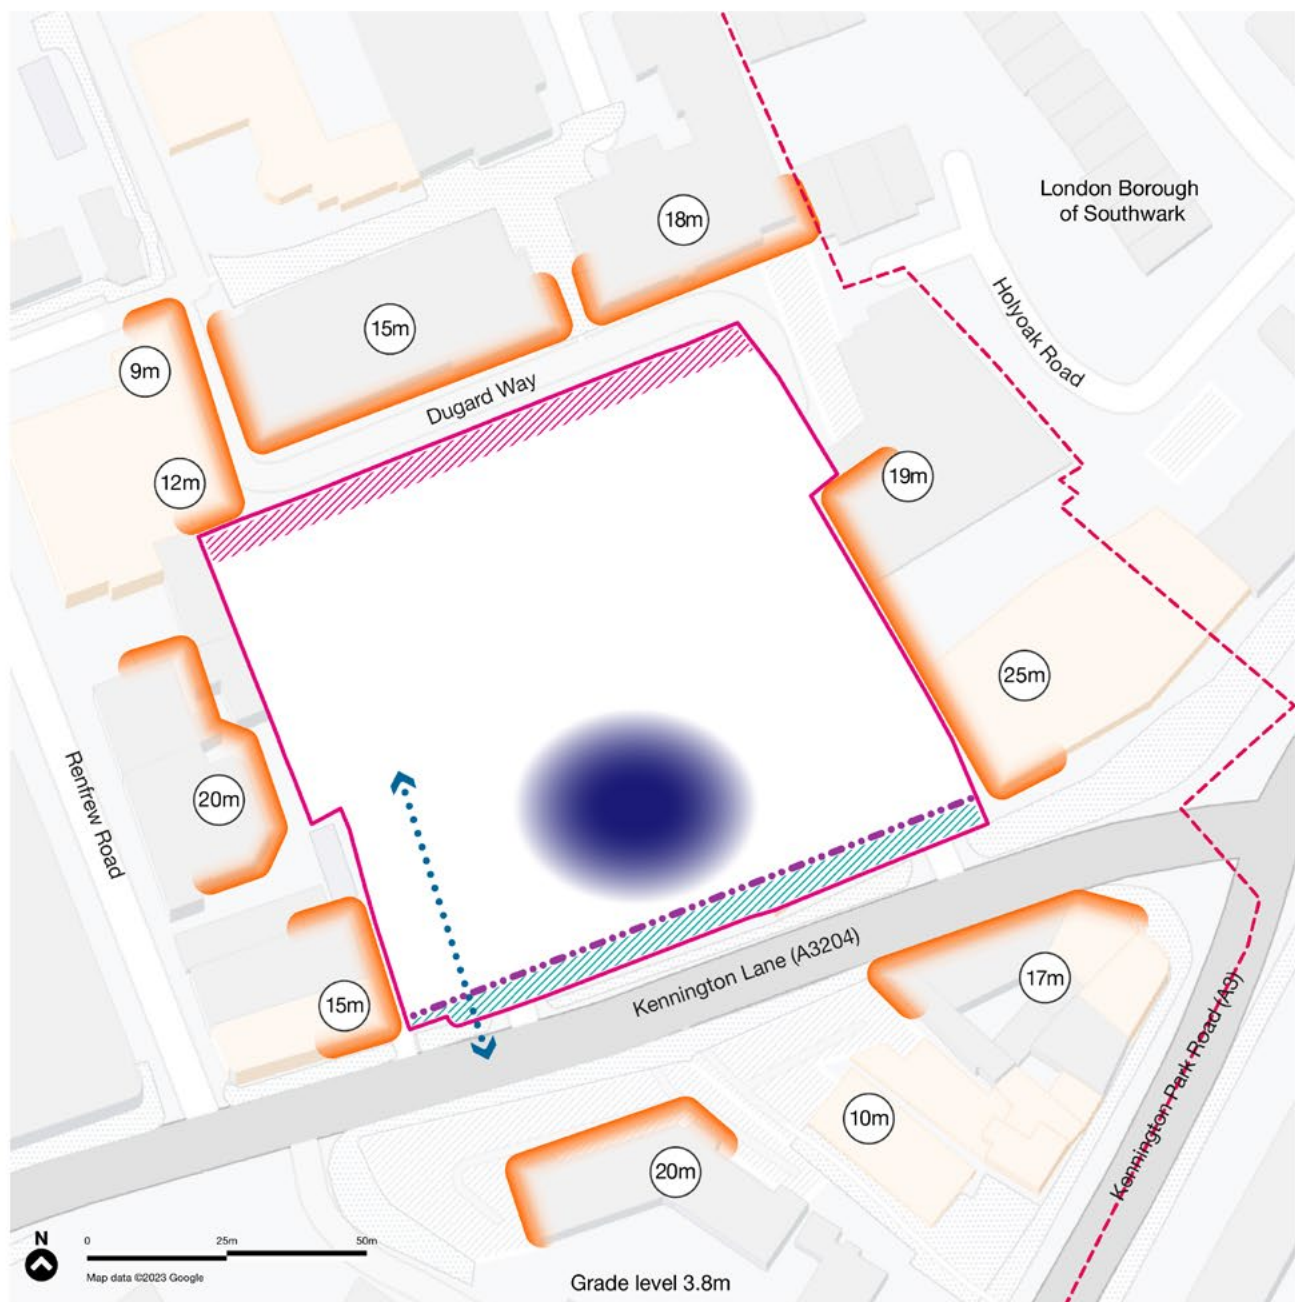 London Borough
of Southwark
18m
15m
Holyoak Road
9m
Dugard Way
12m
19m
25m
Renfrew Road
20m
Kennington Lane (A3204)
17m
15m
Kennington Park Road (A3)
10m
20m
N
0 25m 50m
Map data ©2023 Google
Grade level 3.8m